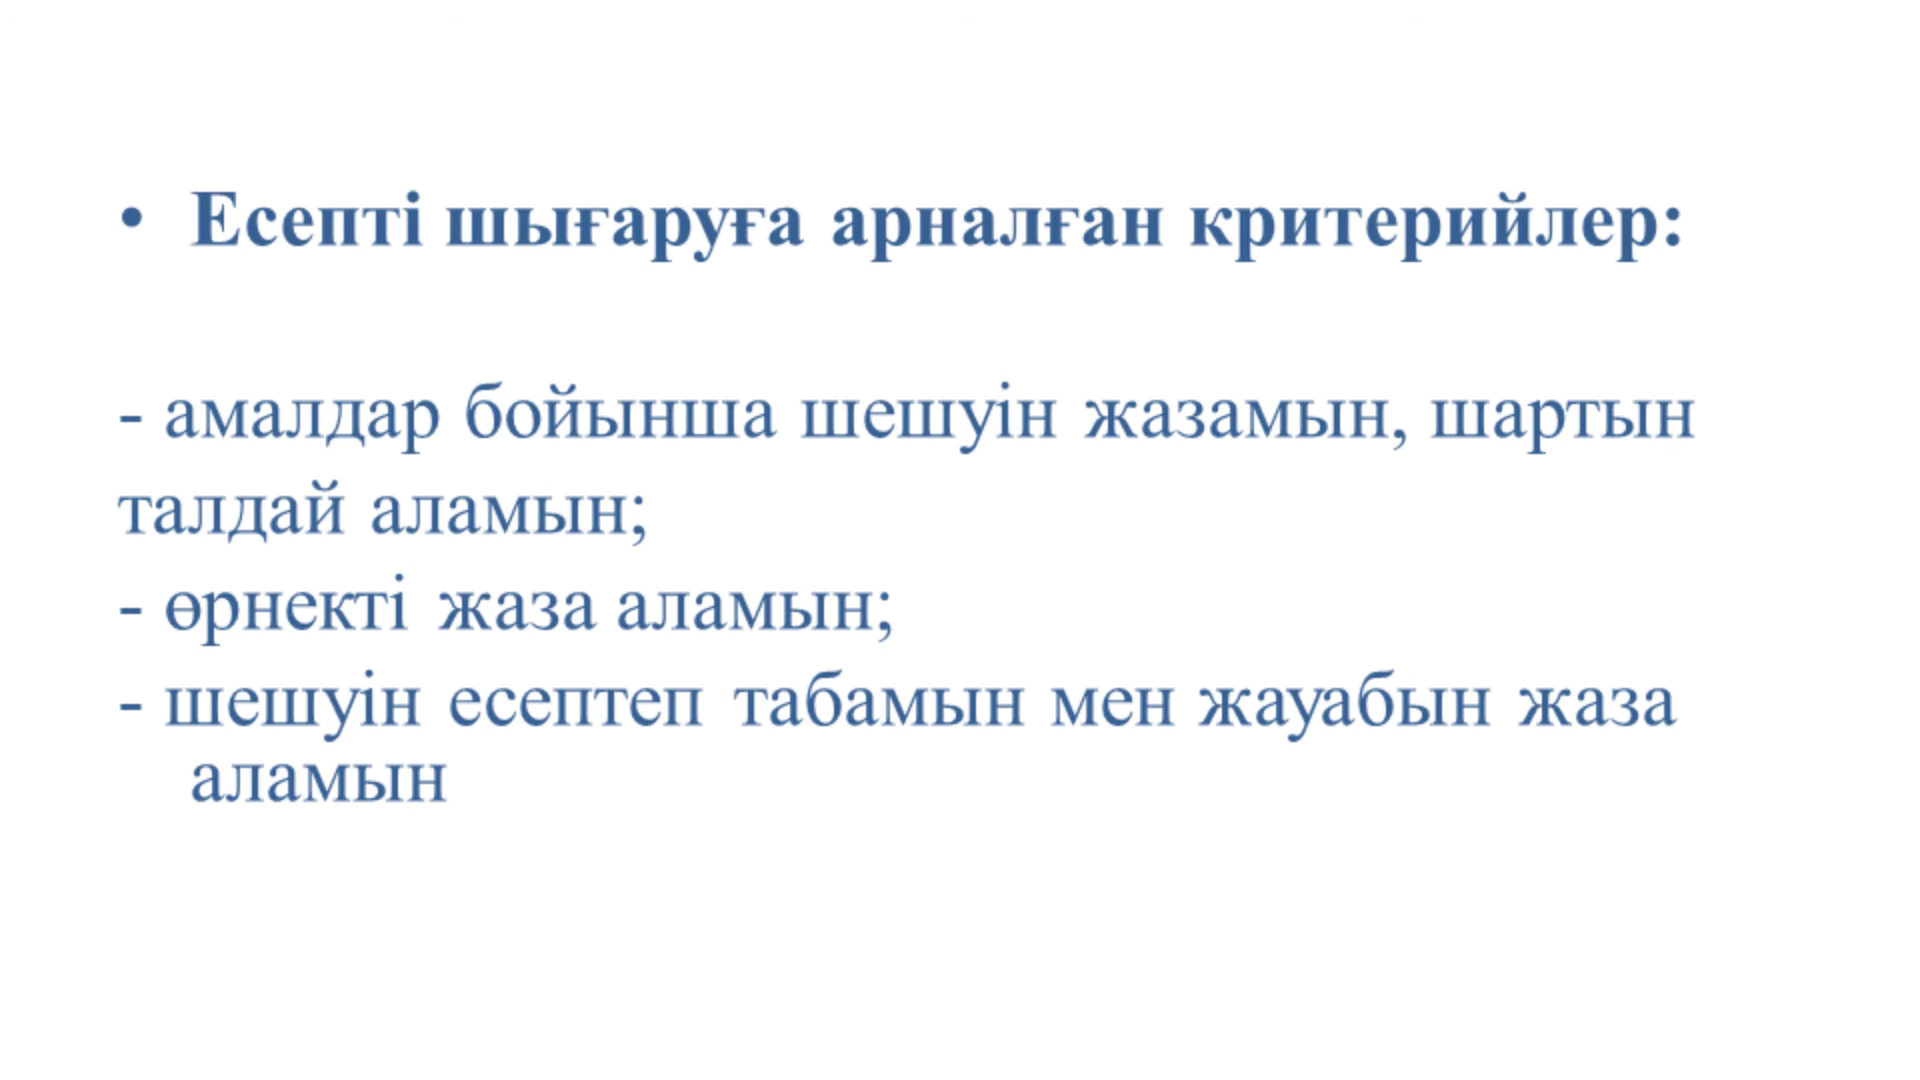 • Есепті шығаруға арналған критерийлер:
- амалдар бойынша шешуін жазамын, шартын
талдай аламын;
- өрнекті жаза аламын;
- шешуін есептеп табамын мен жауабын жаза
аламын